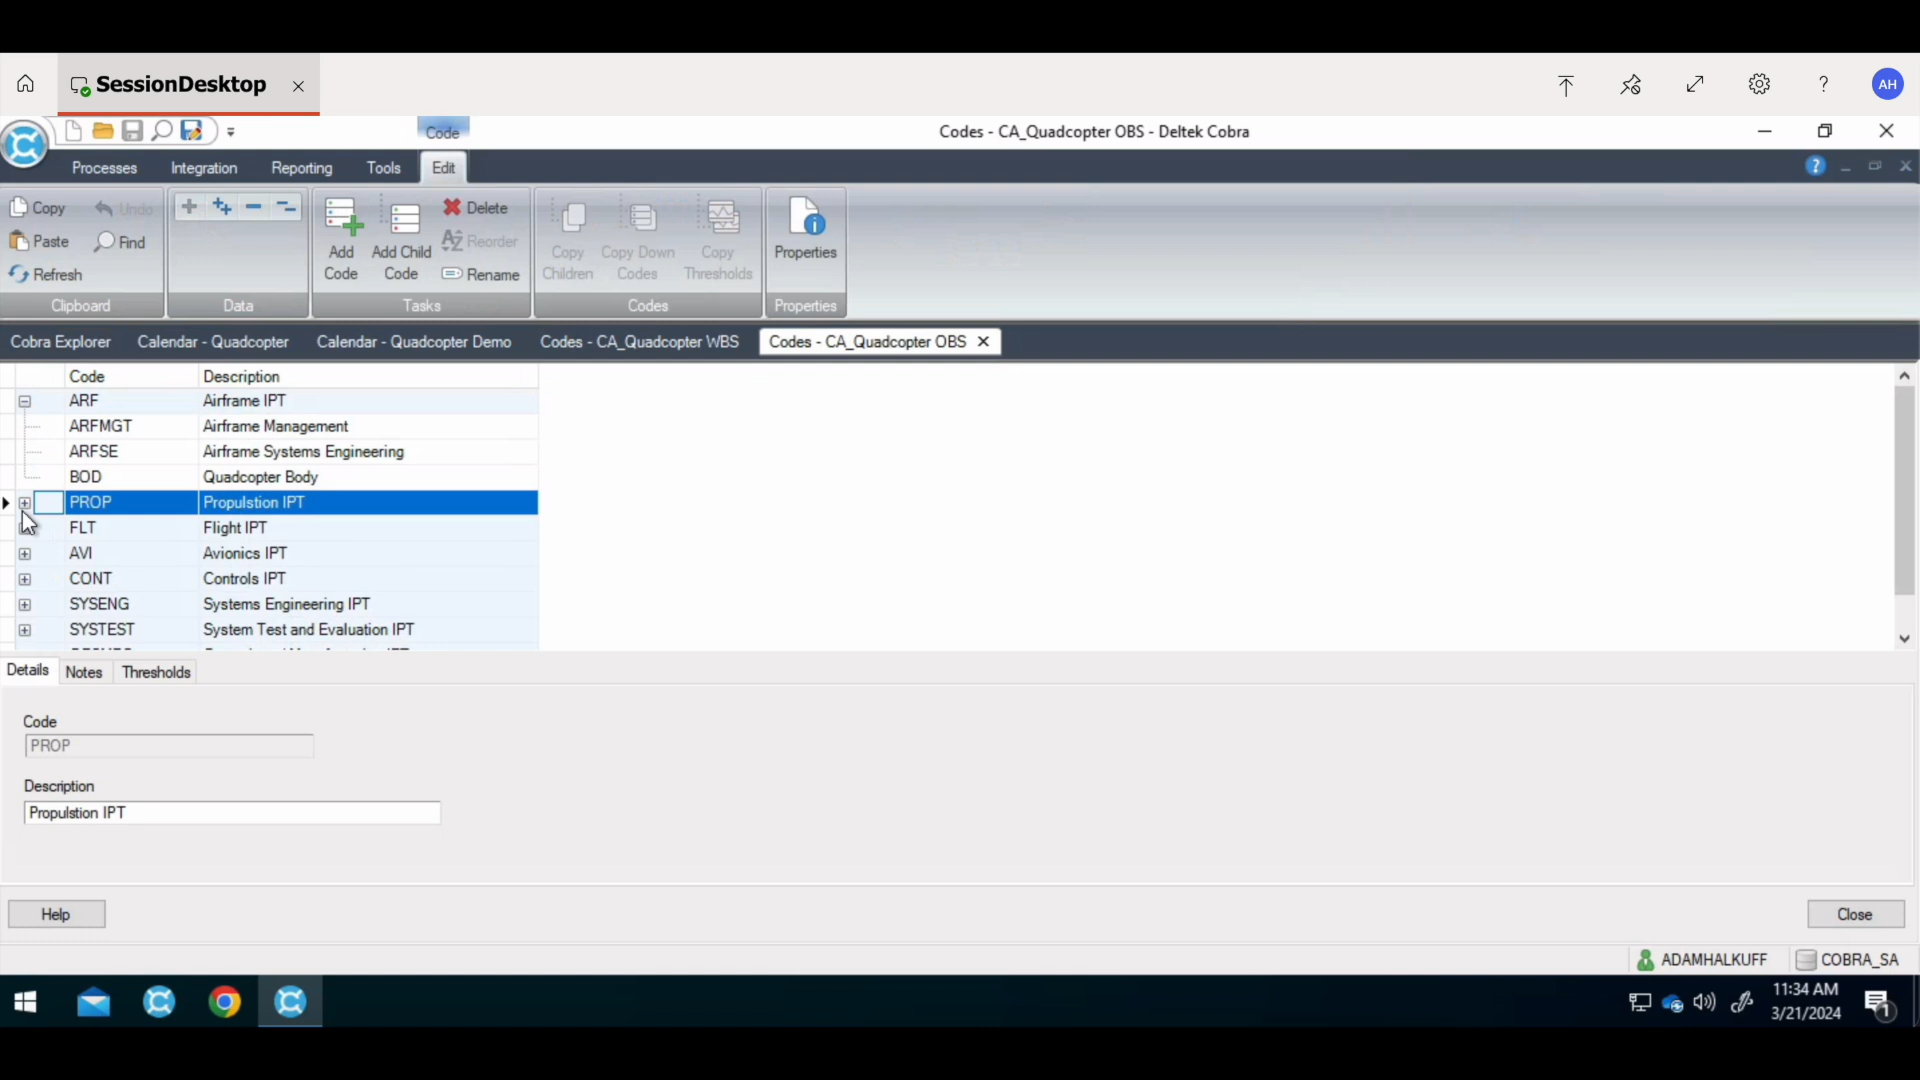 SessionDesktop
?
AH
Code
Codes - CA_Quadcopter OBS - Deltek Cobra
Processes
Integration
Reporting
Tools
Edit
Copy
Undo
Paste
Find
Refresh
Clipboard
Data
Add
Code
Add Child
Code
Delete
Reorder
Rename
Tasks
Copy
Children
Copy Down
Codes
Copy
Thresholds
Codes
Properties
Properties
Cobra Explorer
Calendar - Quadcopter
Calendar - Quadcopter Demo
Codes - CA_Quadcopter WBS
Codes - CA_Quadcopter OBS
Code Description
ARF Airframe IPT
ARFMGT Airframe Management
ARFSE Airframe Systems Engineering
BOD Quadcopter Body
PROP Propulstion IPT
FLT Flight IPT
AVI Avionics IPT
CONT Controls IPT
SYSENG Systems Engineering IPT
SYSTEST System Test and Evaluation IPT
Details
Notes
Thresholds
Code
PROP
Description
Propulstion IPT
Help
Close
ADAMHALKUFF
COBRA_SA
11:34 AM
3/21/2024
1